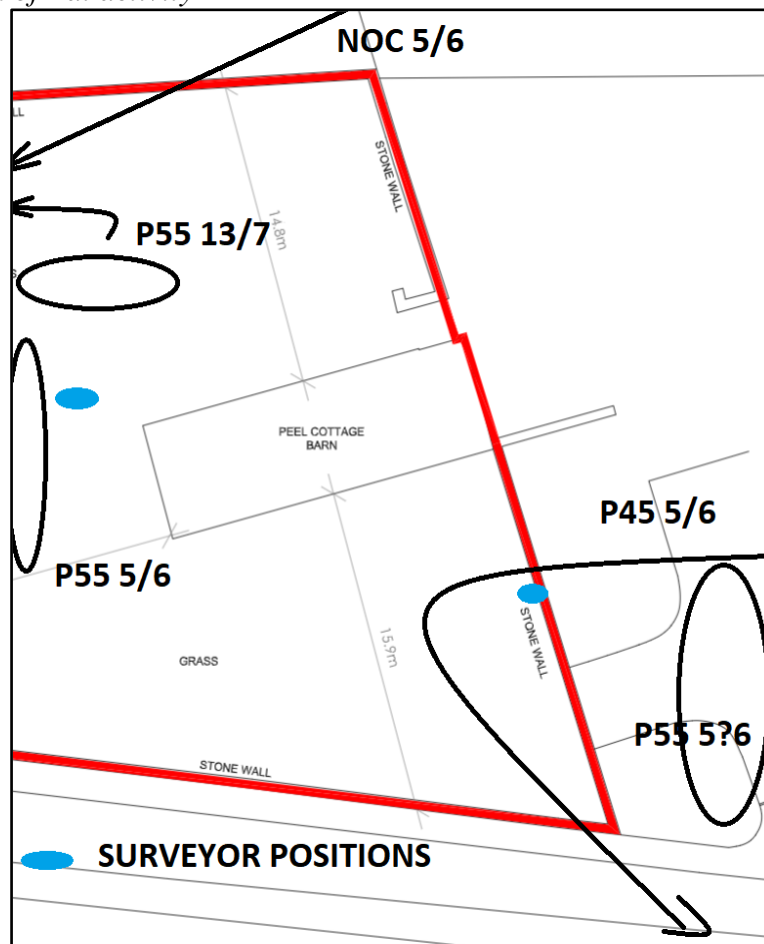 NOC 5/6
LL
STONE WALL
P55 13/7
14.8m
S
PEEL COTTAGE
BARN
P45 5/6
P55 5/6
STONE WALL
15.9m
GRASS
P55 5?6
STONE WALL
SURVEYOR POSITIONS